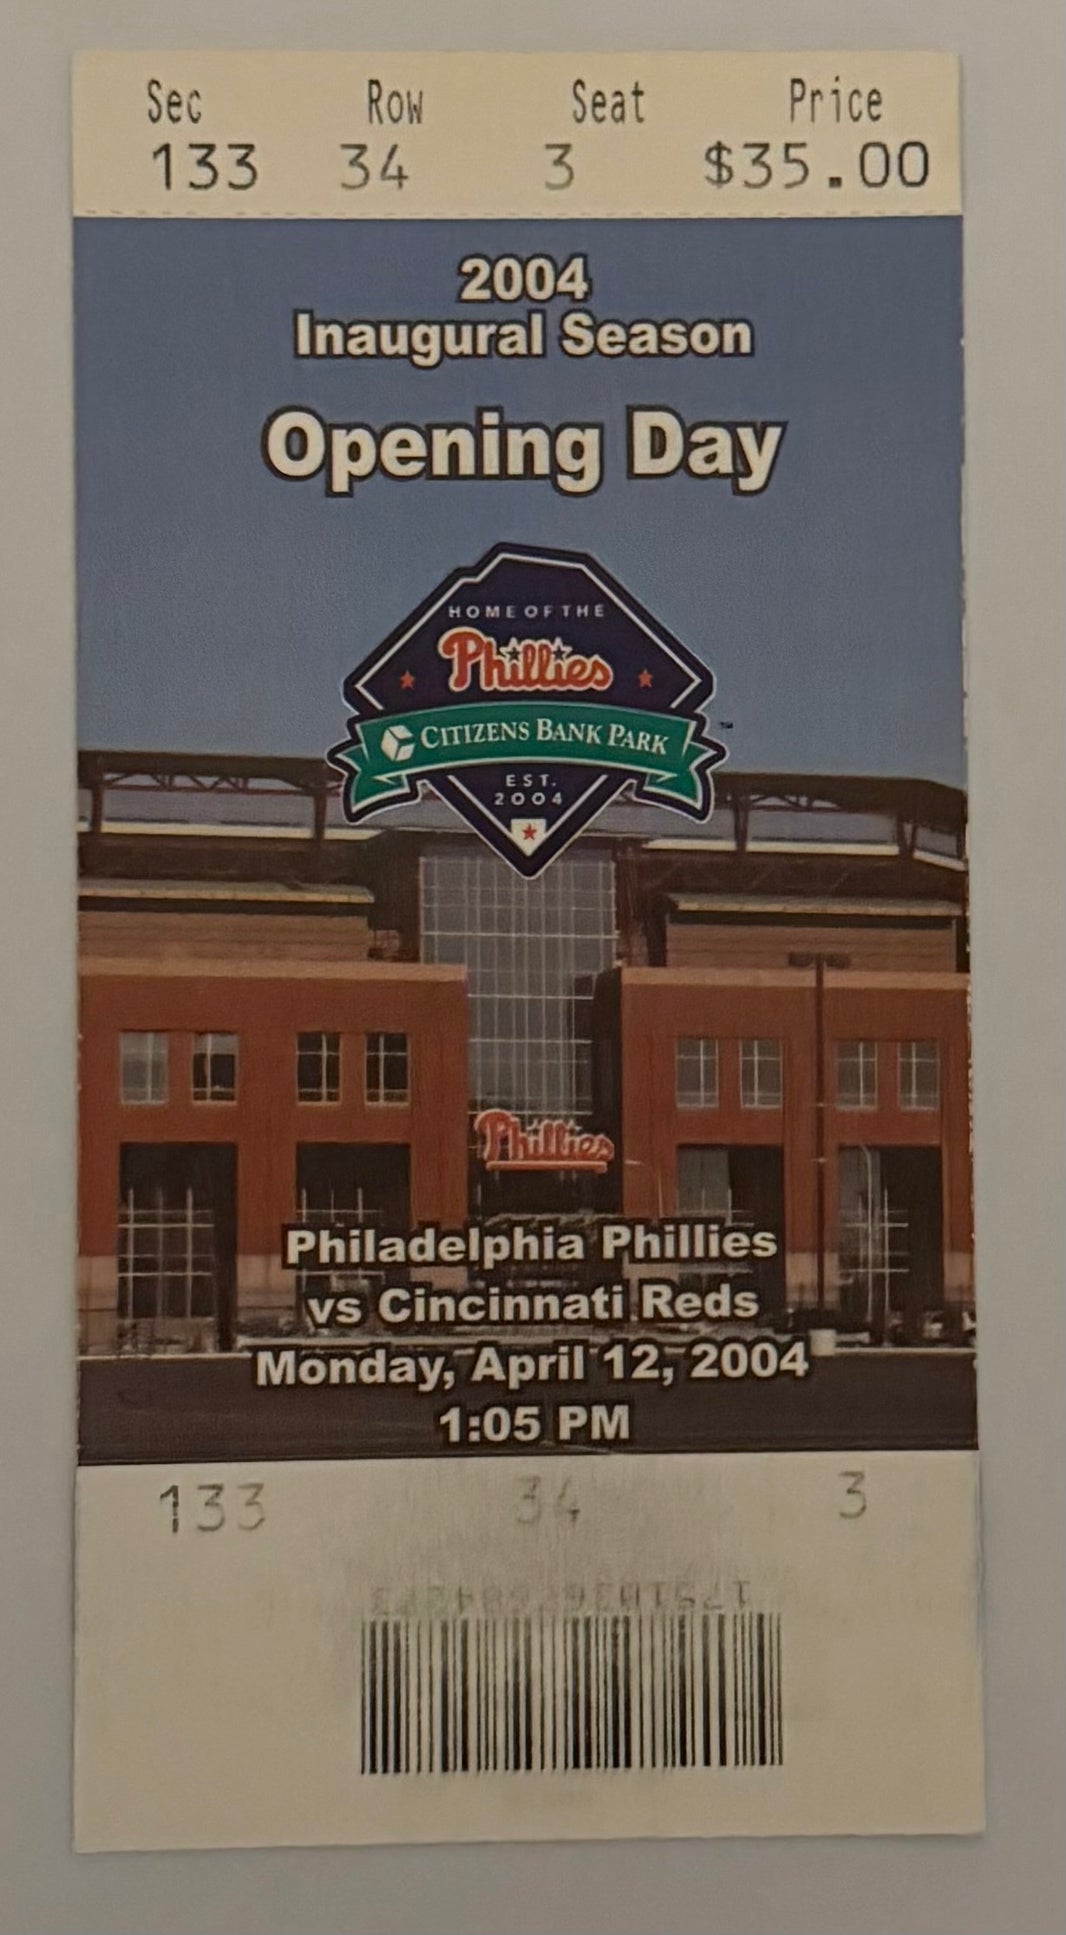 Sec Row Seat Price
133 34 3 $35.00
2004
Inaugural Season
Opening Day
HOME OF THE
Phillies
CITIZENS BANK PARK
EST.
2004
Phillies
Philadelphia Phillies
vs Cincinnati Reds
Monday, April 12, 2004
1:05 PM
133 34 3